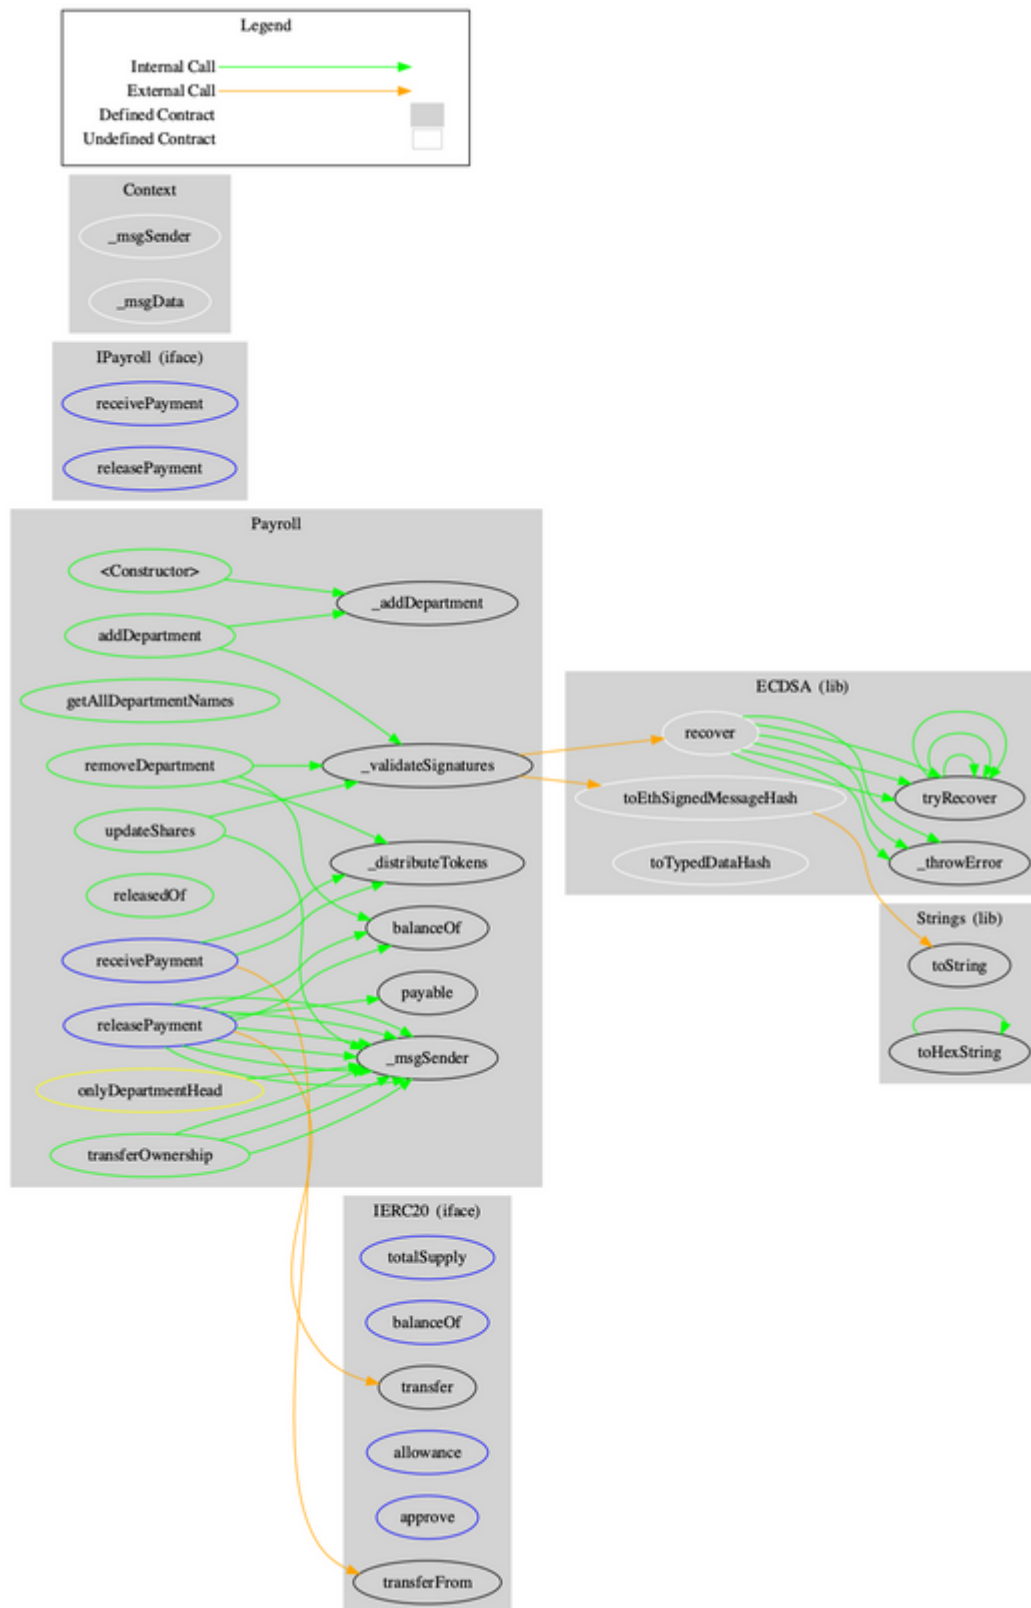 Legend
Internal Call
External Call
Defined Contract
Undefined Contract
Context
_msgSender
_msgData
IPayroll (iface)
receivePayment
releasePayment
Payroll
<Constructor>
_addDepartment
addDepartment
getAllDepartmentNames
removeDepartment
_validateSignatures
updateShares
_distributeTokens
releasedOf
balanceOf
receivePayment
payable
releasePayment
_msgSender
onlyDepartmentHead
transferOwnership
ECDSA (lib)
recover
toEthSignedMessageHash
tryRecover
toTypedDataHash
_throwError
Strings (lib)
toString
toHexString
IERC20 (iface)
totalSupply
balanceOf
transfer
allowance
approve
transferFrom